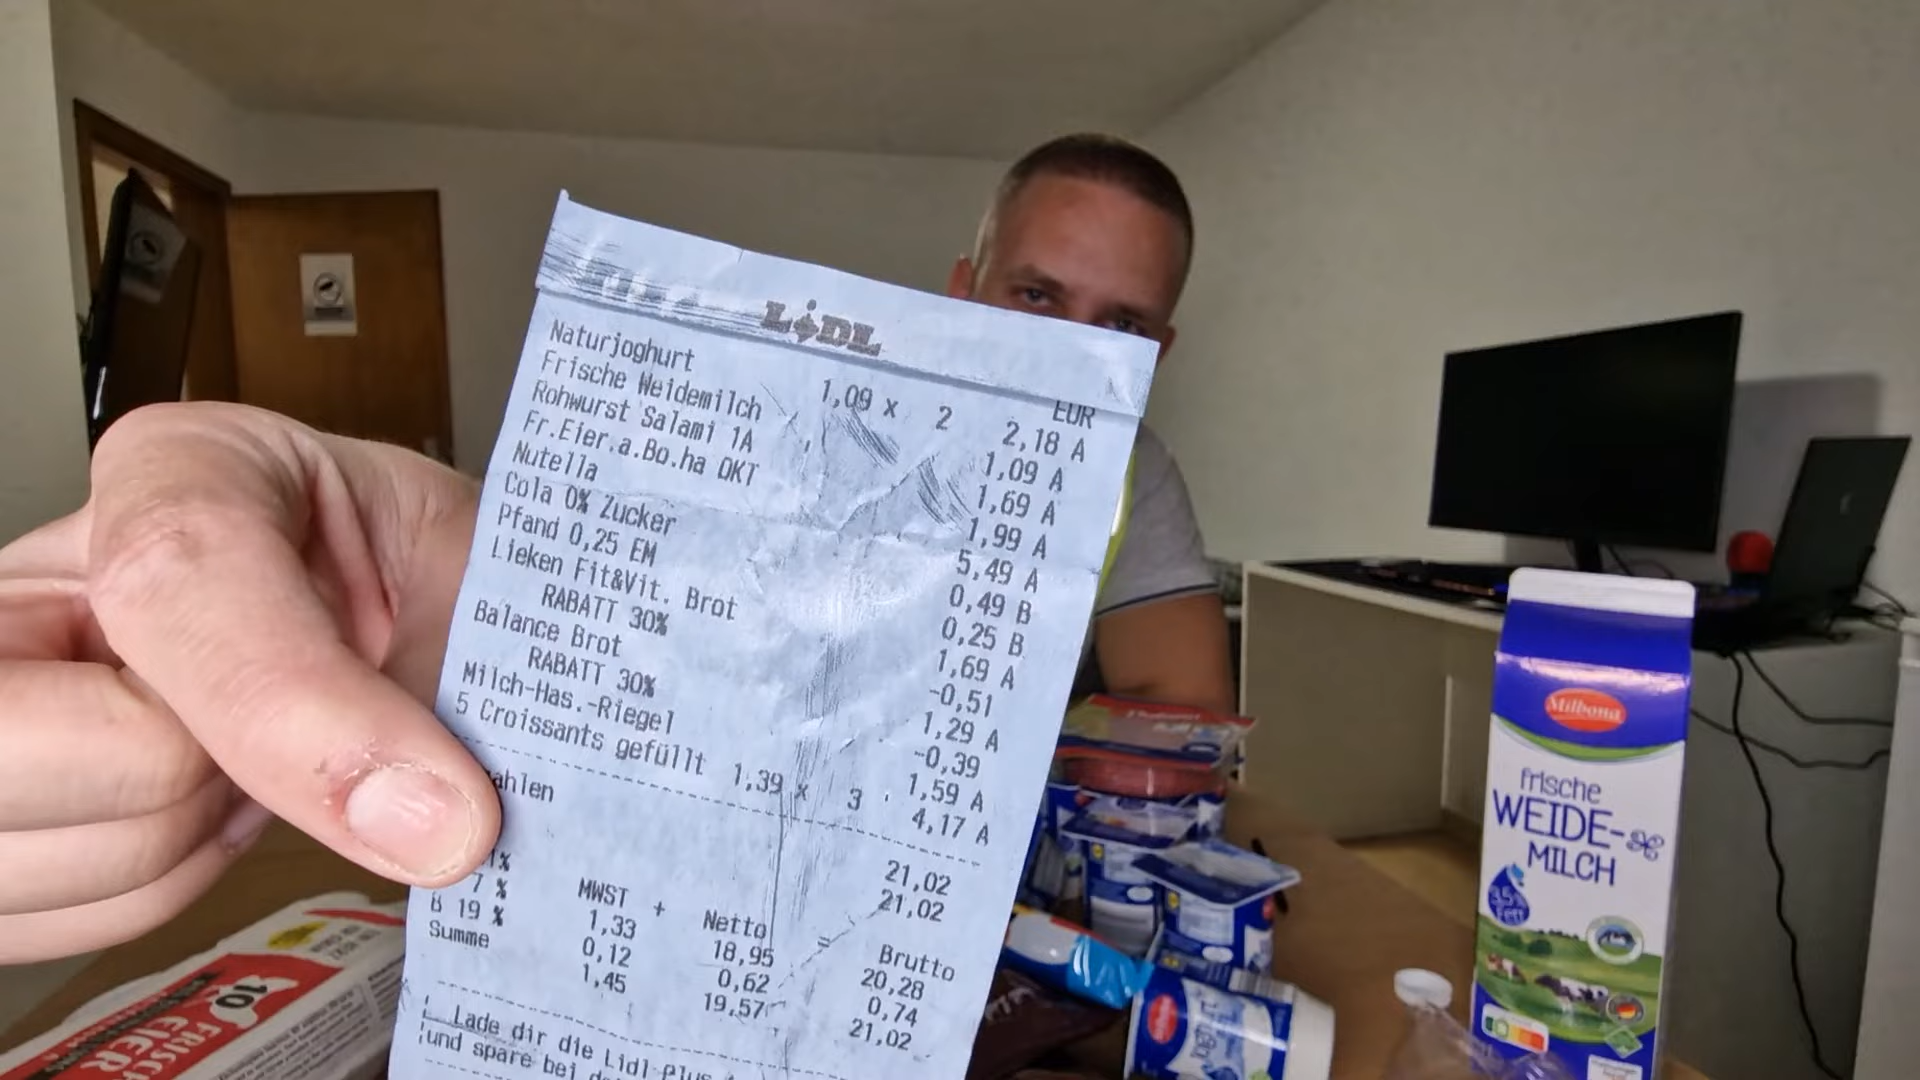 LiDL
EUR
Naturjoghurt 1,09 x 2 2,18 A
Frische Weidemilch 1,09 A
Rohwurst Salami 1A 1,69 A
Fr.Eier.a.Bo.ha OKT 1,99 A
Nutella 5,49 A
Cola 0% Zucker 0,49 B
Pfand 0,25 EM 0,25 B
Lieken Fit&Vit. Brot 1,69 A
RABATT 30% -0,51
Balance Brot 1,29 A
RABATT 30% -0,39
Milch-Has.-Riegel 1,59 A
5 Croissants gefüllt 1,39 x 3 4,17 A
ahlen 21,02
21,02
% MWST + Netto = Brutto
7 % 1,33 18,95 20,28
B 19 % 0,12 0,62 0,74
Summe 1,45 19,57 21,02
Lade dir die Lidl Plus
und spare bei
Milbona
frische
WEIDE-
MILCH
3,5%
Fett
Milbona
10
EIER